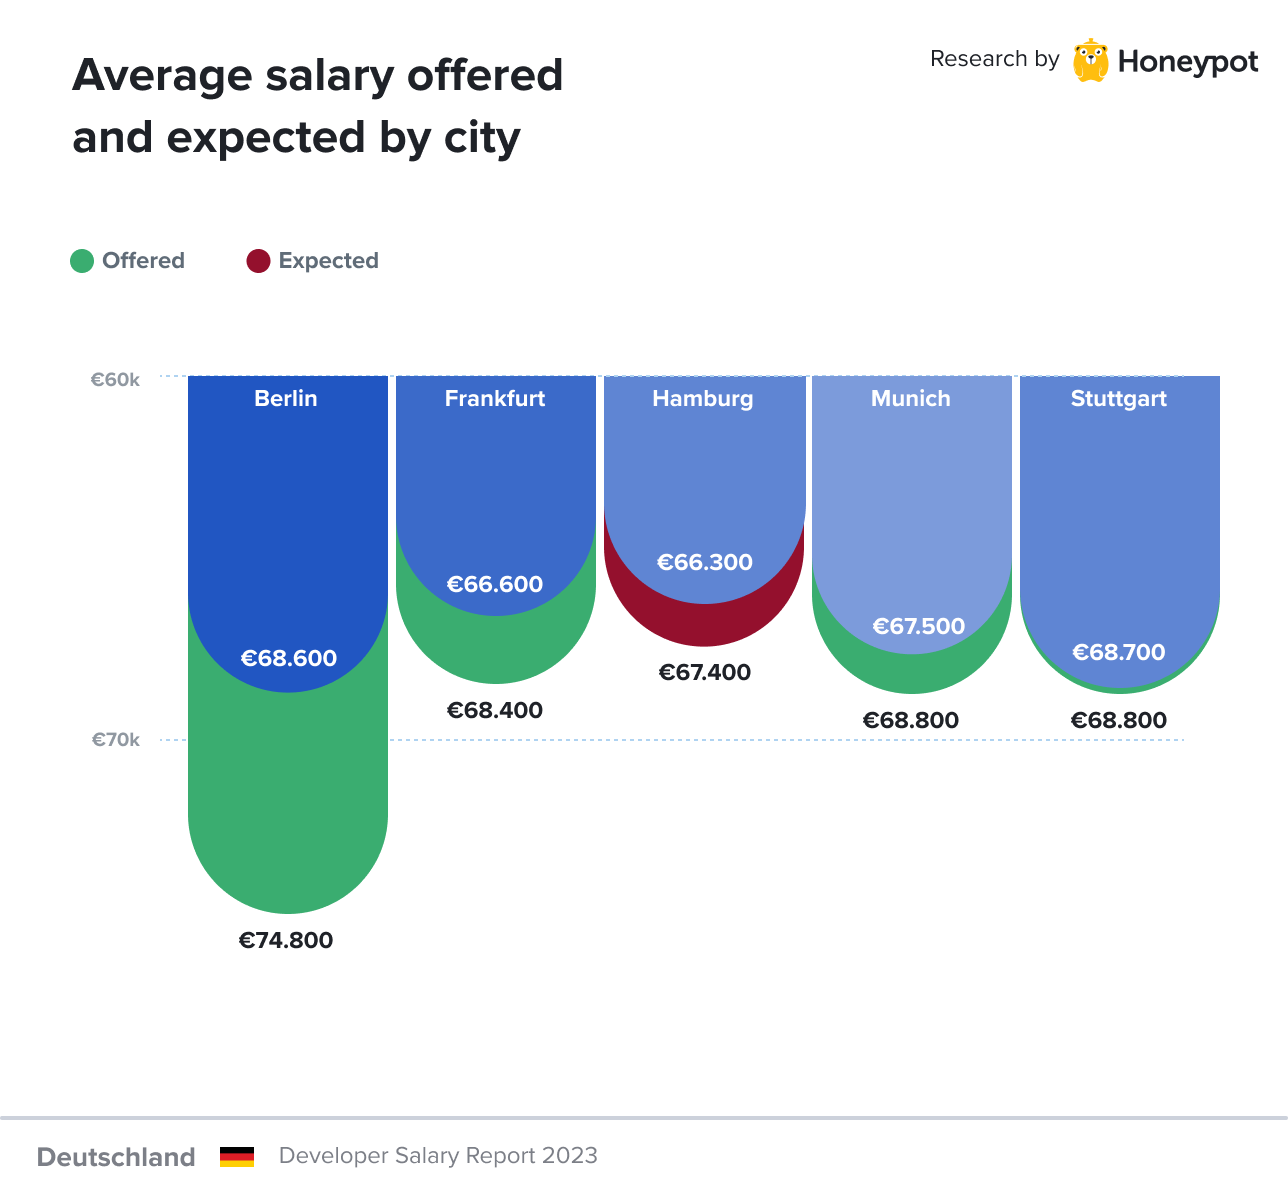 Average salary offered
and expected by city
Research by Honeypot
Offered Expected
€60k
Berlin Frankfurt Hamburg Munich Stuttgart
€66.300
€66.600
€67.500
€68.700
€68.600
€67.400
€68.400
€68.800 €68.800
€70k
€74.800
Deutschland Developer Salary Report 2023